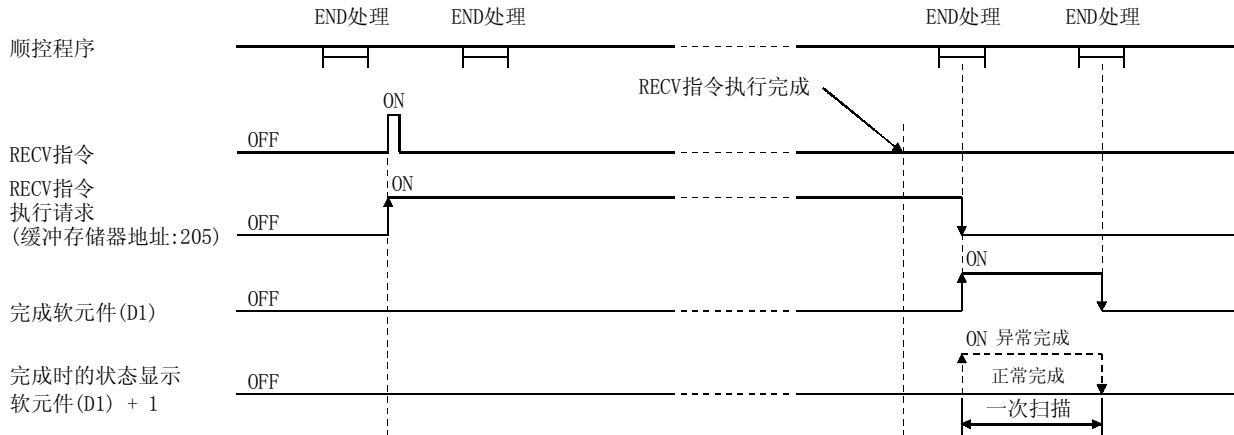 END处理 END处理 END处理 END处理
顺控程序
RECV指令执行完成
ON
OFF
RECV指令
RECV指令
执行请求
(缓冲存储器地址:205)
ON
OFF
ON
OFF
完成软元件(D1)
ON 异常完成
完成时的状态显示
软元件(D1) + 1
OFF
正常完成
一次扫描